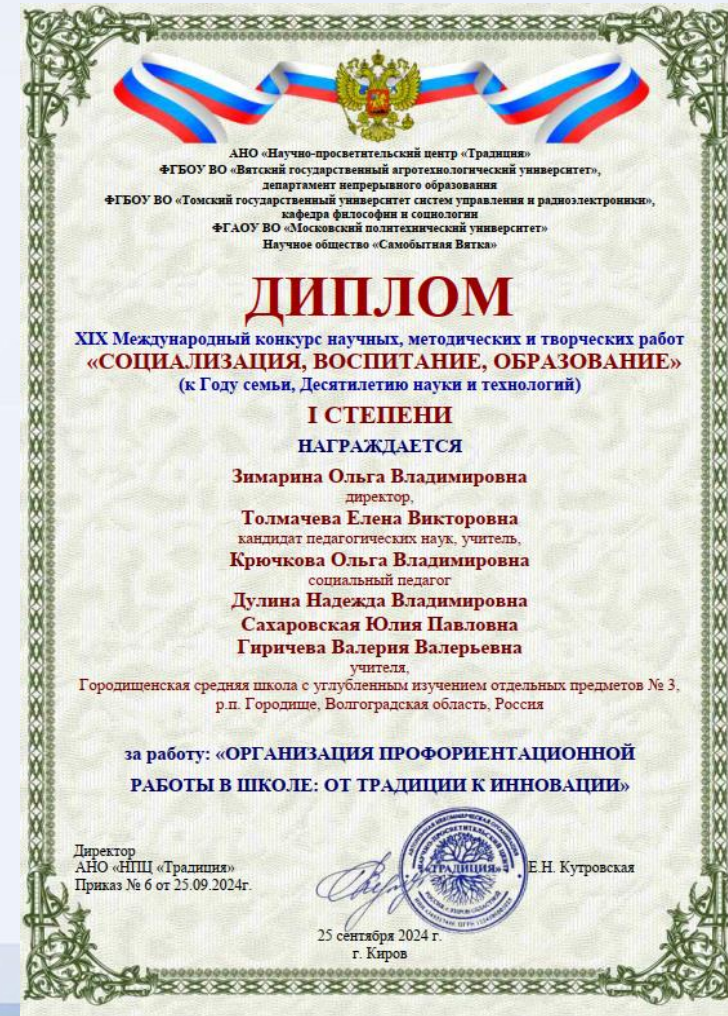 АНО «Научно-просветительский центр «Традиция»
ФГБОУ ВО «Вятский государственный агротехнологический университет»,
департамент непрерывного образования
ФГБОУ ВО «Томский государственный университет систем управления и радиоэлектроники»,
кафедра философии и социологии
ФГАОУ ВО «Московский политехнический университет»
Научное общество «Самобытная Вятка»
ДИПЛОМ
XIX Международный конкурс научных, методических и творческих работ
«СОЦИАЛИЗАЦИЯ, ВОСПИТАНИЕ, ОБРАЗОВАНИЕ»
(к Году семьи, Десятилетию науки и технологий)
I СТЕПЕНИ
НАГРАЖДАЕТСЯ
Зимарина Ольга Владимировна
директор,
Толмачева Елена Викторовна
кандидат педагогических наук, учитель,
Крючкова Ольга Владимировна
социальный педагог
Дулина Надежда Владимировна
Сахаровская Юлия Павловна
Гиричева Валерия Валерьевна
учителя,
Городищенская средняя школа с углубленным изучением отдельных предметов № 3,
р.п. Городище, Волгоградская область, Россия
за работу: «ОРГАНИЗАЦИЯ ПРОФОРИЕНТАЦИОННОЙ
РАБОТЫ В ШКОЛЕ: ОТ ТРАДИЦИИ К ИННОВАЦИИ»
Директор
АНО «НПЦ «Традиция»
Приказ № 6 от 25.09.2024г.
НАУЧНО-ПРОСВЕТИТЕЛЬСКИЙ ЦЕНТР
«ТРАДИЦИЯ»
Е.Н. Кутровская
25 сентября 2024 г.
г. Киров